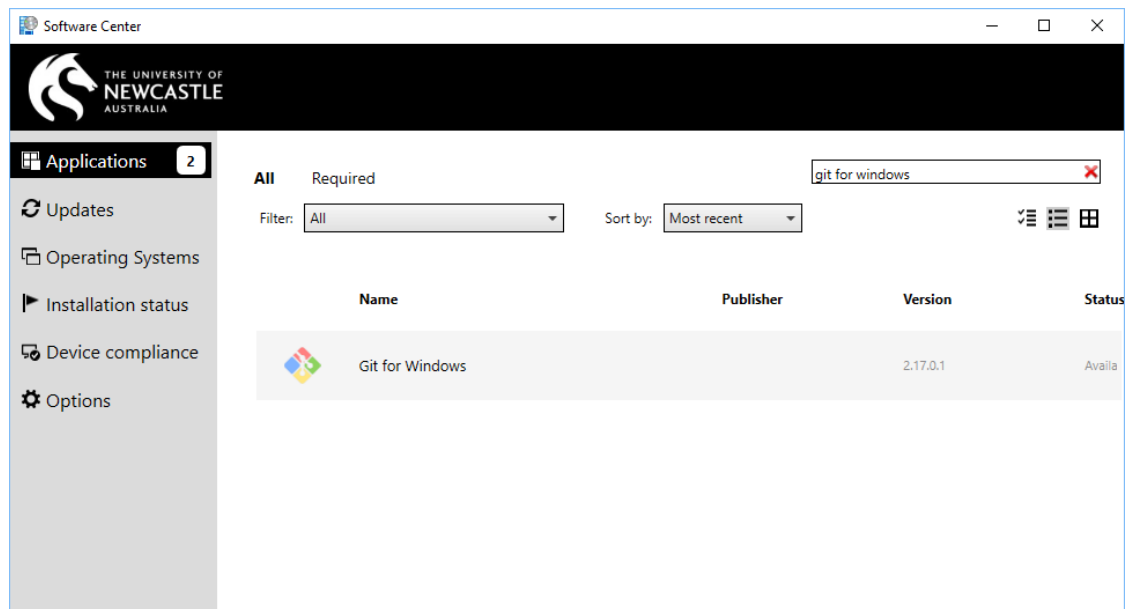 Software Center
THE UNIVERSITY OF
NEWCASTLE
AUSTRALIA
Applications 2
Updates
Operating Systems
Installation status
Device compliance
Options
All Required
git for windows
Filter: All Sort by: Most recent
Name Publisher Version Status
Git for Windows 2.17.0.1 Availa